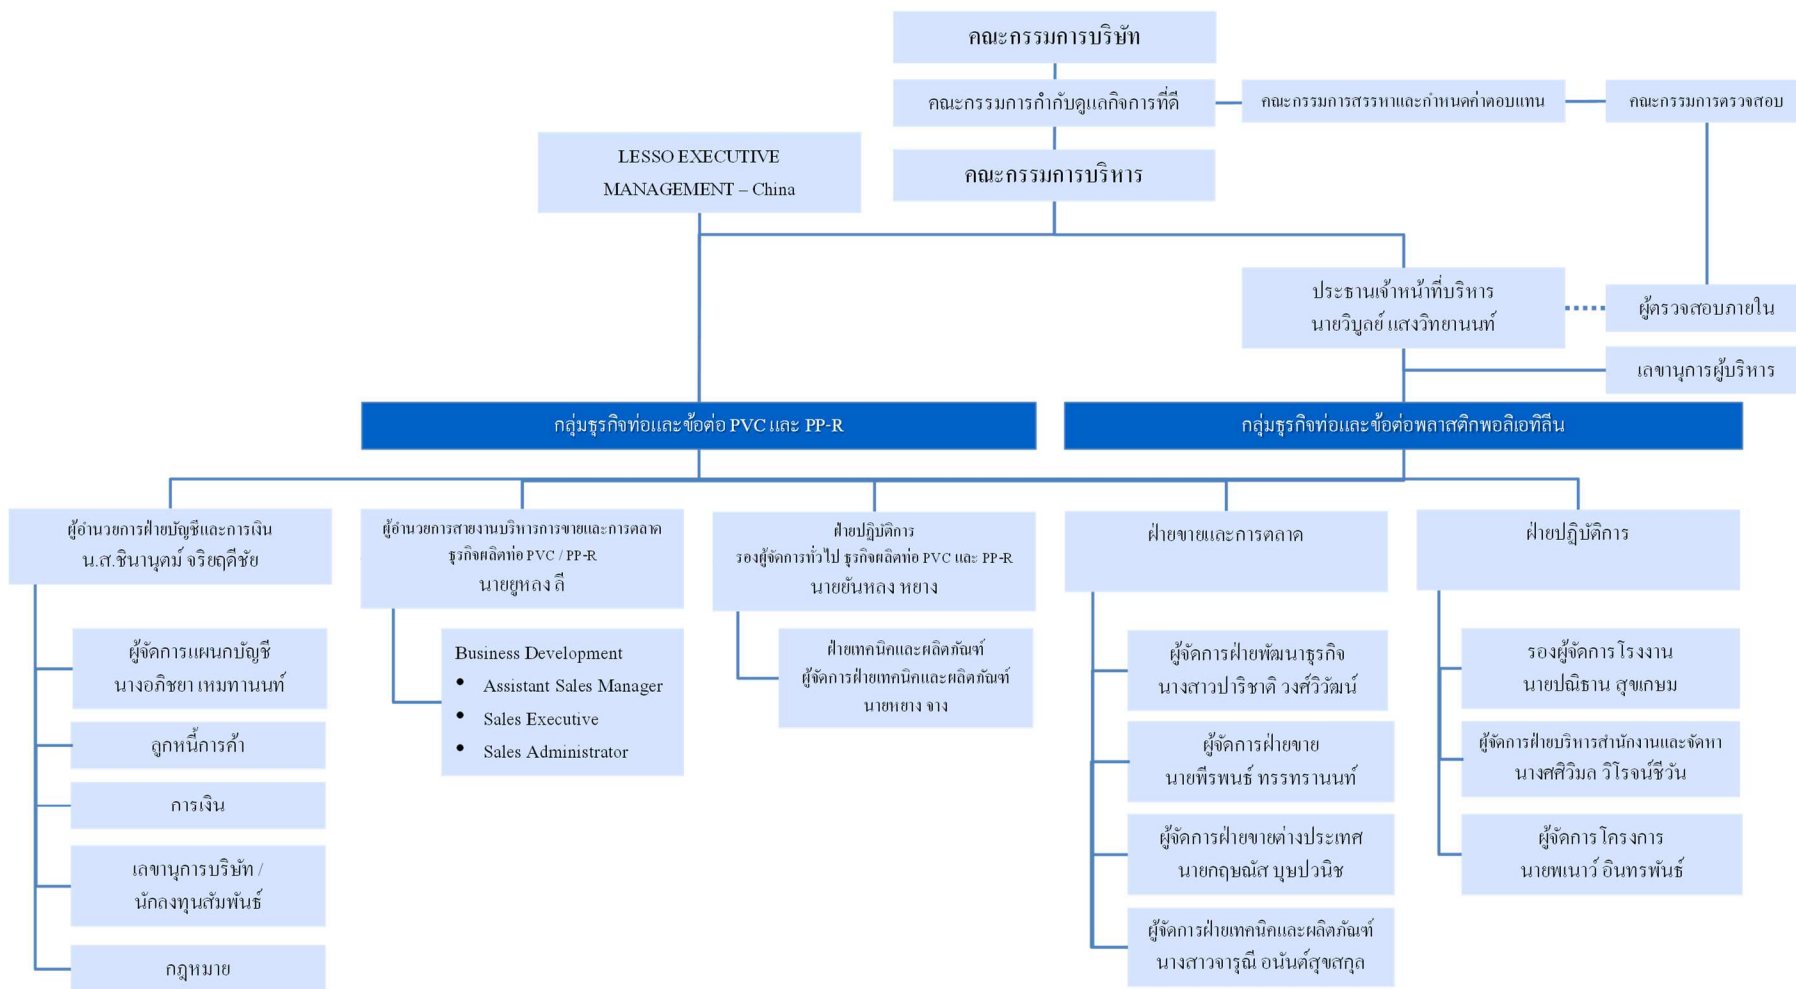 คณะกรรมการบริษัท
คณะกรรมการกำกับดูแลกิจการที่ดี
คณะกรรมการสรรหาและกำหนดค่าตอบแทน
คณะกรรมการตรวจสอบ
LESSO EXECUTIVE
MANAGEMENT – China
คณะกรรมการบริหาร
ประธานเจ้าหน้าที่บริหาร
นายวิบูลย์ แสงวิทยานนท์
ผู้ตรวจสอบภายใน
เลขานุการผู้บริหาร
กลุ่มธุรกิจท่อและข้อต่อ PVC และ PP-R
กลุ่มธุรกิจท่อและข้อต่อพลาสติกพอลิเอทิลีน
ผู้อำนวยการฝ่ายบัญชีและการเงิน
น.ส.ชินานุตม์ จริยฤดีชัย
ผู้จัดการแผนกบัญชี
นางอภิชยา เหมทานนท์
ลูกหนี้การค้า
การเงิน
เลขานุการบริษัท /
นักลงทุนสัมพันธ์
กฎหมาย
ผู้อำนวยการสายงานบริหารการขายและการตลาด
ธุรกิจผลิตท่อ PVC / PP-R
นายยูหลง ลี
Business Development
• Assistant Sales Manager
• Sales Executive
• Sales Administrator
ฝ่ายปฏิบัติการ
รองผู้จัดการทั่วไป ธุรกิจผลิตท่อ PVC และ PP-R
นายยันหลง หยาง
ฝ่ายเทคนิคและผลิตภัณฑ์
ผู้จัดการฝ่ายเทคนิคและผลิตภัณฑ์
นายหยาง จาง
ฝ่ายขายและการตลาด
ผู้จัดการฝ่ายพัฒนาธุรกิจ
นางสาวปาริชาติ วงศ์วิวัฒน์
ผู้จัดการฝ่ายขาย
นายพีรพนธ์ ทรรทรานนท์
ผู้จัดการฝ่ายขายต่างประเทศ
นายกฤษณัส บุษปวนิช
ผู้จัดการฝ่ายเทคนิคและผลิตภัณฑ์
นางสาวจารุณี อนันต์สุขสกุล
ฝ่ายปฏิบัติการ
รองผู้จัดการโรงงาน
นายปณิธาน สุขเกษม
ผู้จัดการฝ่ายบริหารสำนักงานและจัดหา
นางศศิวิมล วิโรจน์ชีวัน
ผู้จัดการโครงการ
นายพเนาว์ อินทรพันธ์